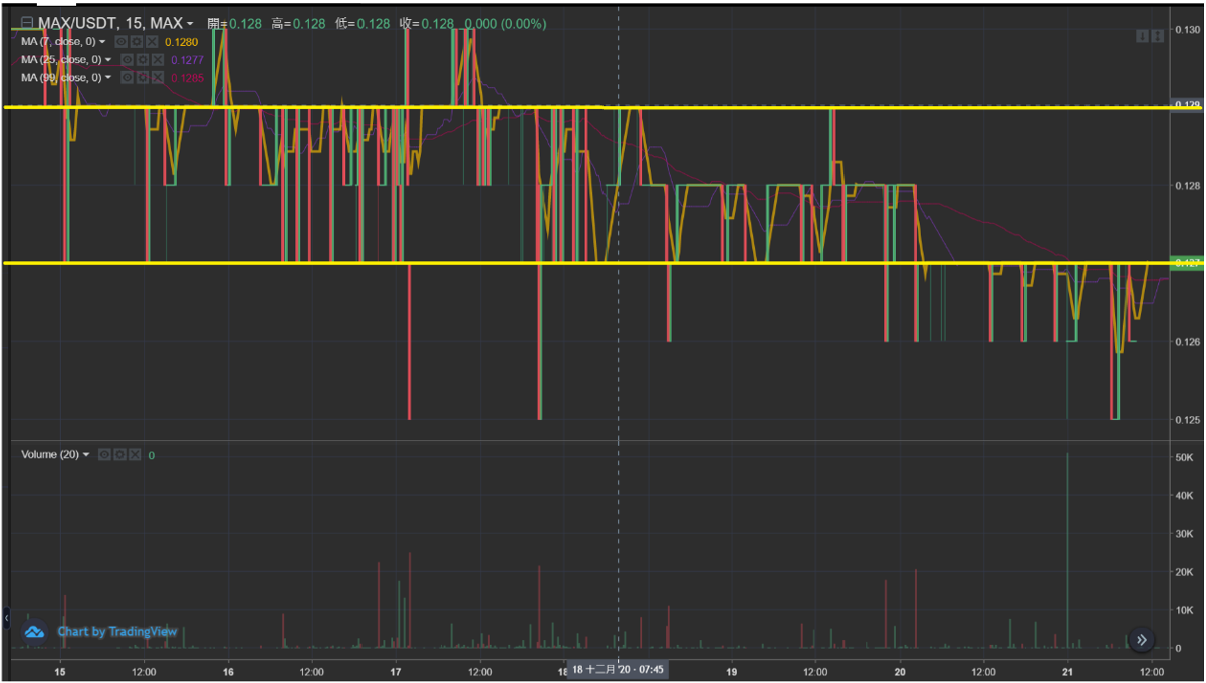 MAX/USDT, 15, MAX 開=0.128 高=0.128 低=0.128 收=0.128 0.000 (0.00%)
MA (7, close, 0) 0.1280
MA (25, close, 0) 0.1277
MA (99, close, 0) 0.1285
0.130
0.129
0.128
0.127
0.126
0.125
Volume (20) 0
50K
40K
30K
20K
10K
0
Chart by TradingView
15 12:00 16 12:00 17 12:00 18 18 十二月 '20 - 07:45 19 12:00 20 12:00 21 12:00